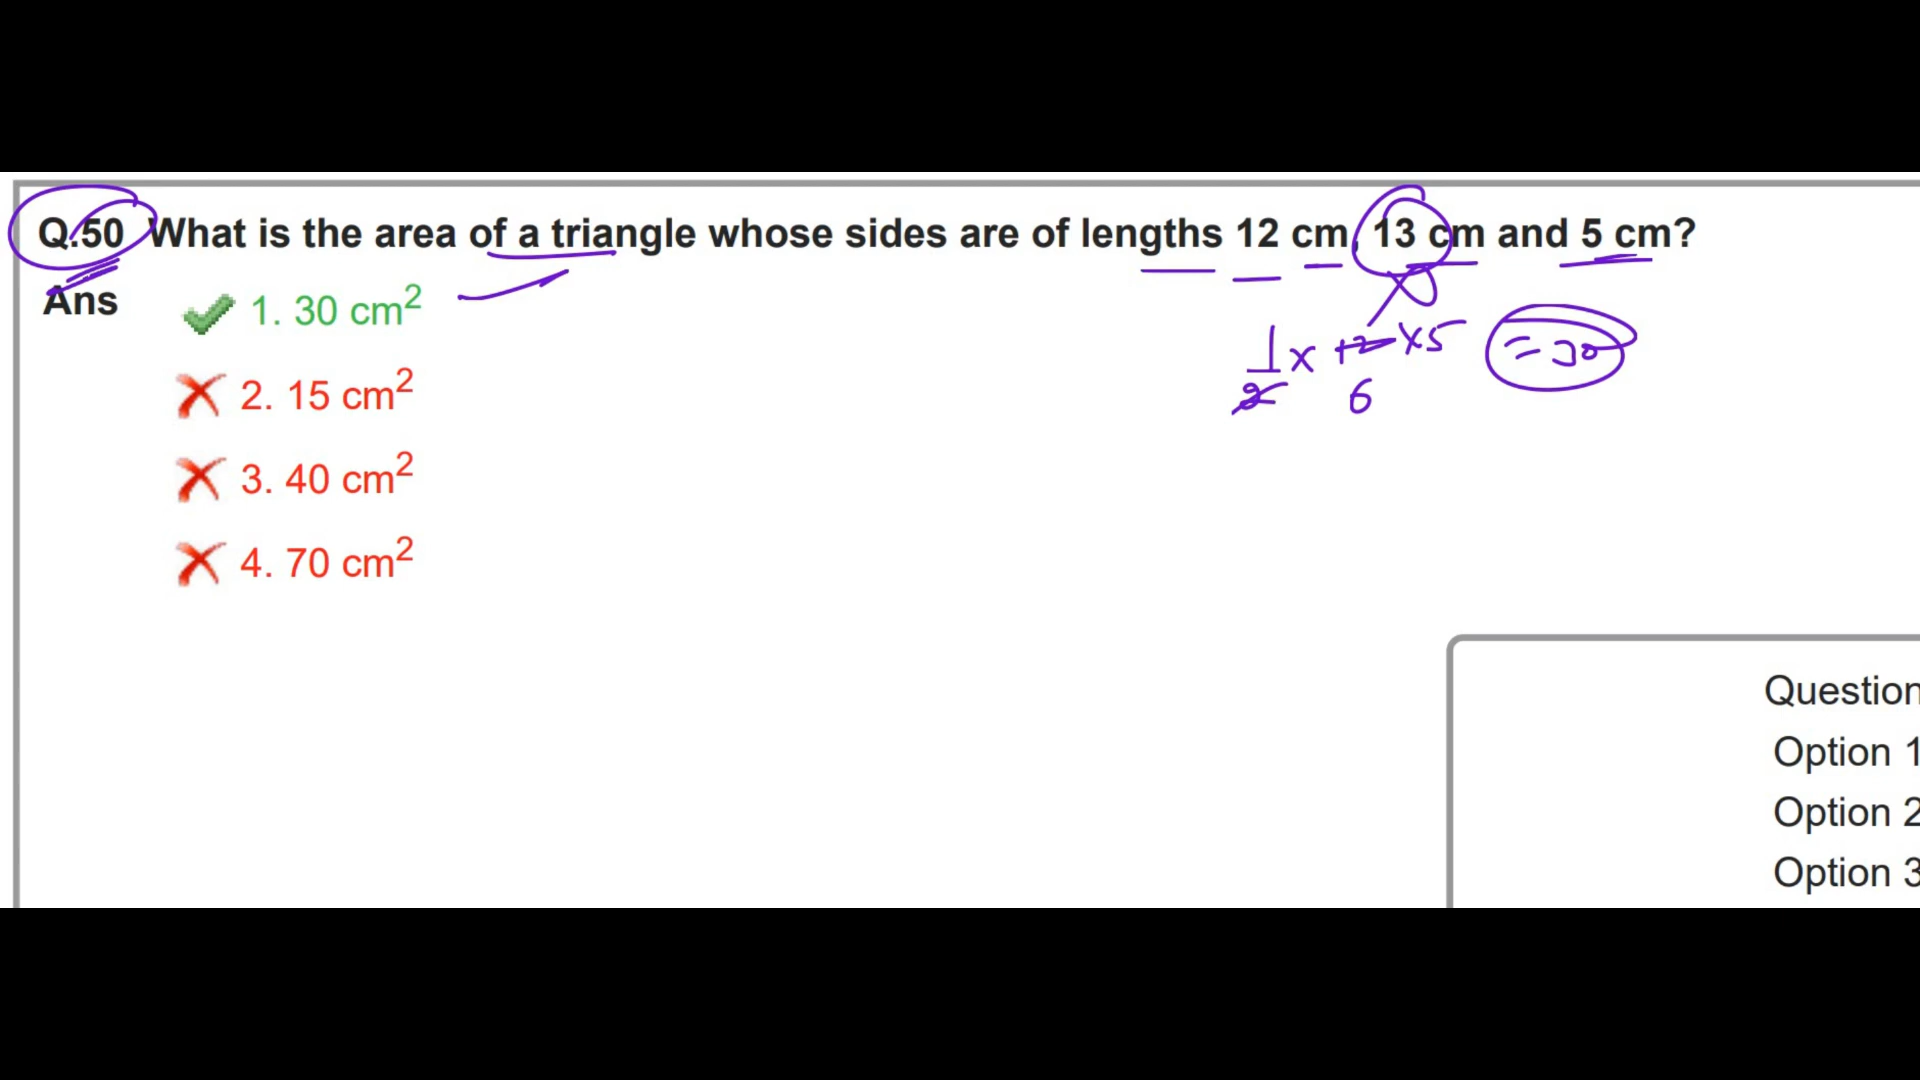 Q.50 What is the area of a triangle whose sides are of lengths 12 cm, 13 cm and 5 cm?
Ans 1. 30 cm²
1/2 x 12 x 5 = 30
6
2. 15 cm²
3. 40 cm²
4. 70 cm²
Question
Option 1
Option 2
Option 3